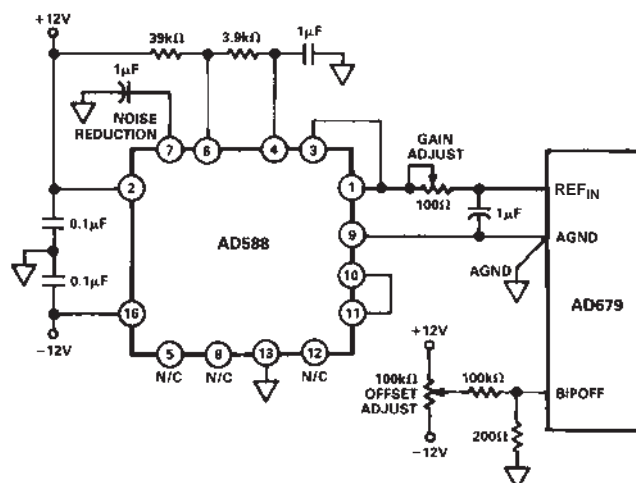 +12V
39kΩ
3.9kΩ
1µF
1µF
NOISE
REDUCTION
7
6
4
3
2
1
GAIN
ADJUST
100Ω
REFIN
0.1µF
1µF
AD588
9
AGND
AGND
10
0.1µF
AD679
11
16
-12V
5
8
13
12
N/C
N/C
N/C
+12V
100kΩ
OFFSET
ADJUST
100kΩ
BIPOFF
200Ω
-12V